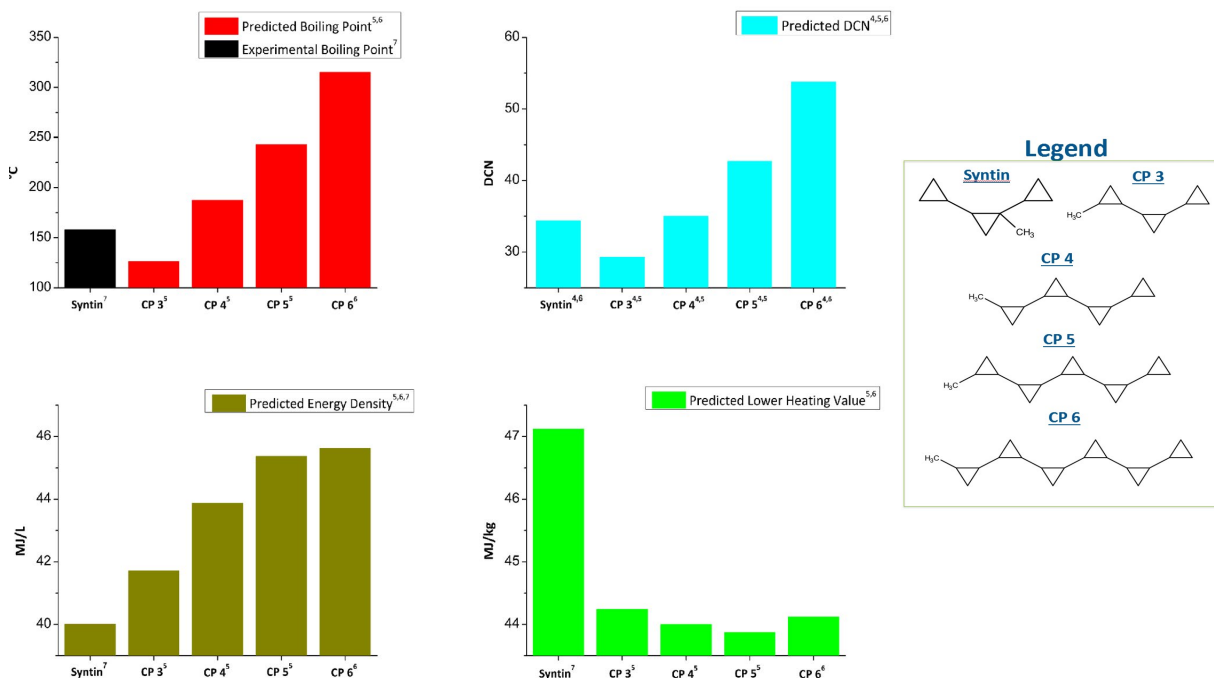 Predicted Boiling Point5,6
Experimental Boiling Point7
350
300
250
200
150
100
°C
Syntin7
CP 35
CP 45
CP 55
CP 66
Predicted DCN4,5,6
60
50
40
30
DCN
Syntin4,6
CP 34,5
CP 44,5
CP 54,5
CP 64,6
Legend
Syntin
CH3
CP 3
H3C
CP 4
H3C
CP 5
H3C
CP 6
H3C
Predicted Energy Density5,6,7
46
44
42
40
MJ/L
Syntin7
CP 35
CP 45
CP 55
CP 66
Predicted Lower Heating Value5,6
47
46
45
44
MJ/kg
Syntin7
CP 35
CP 45
CP 55
CP 66